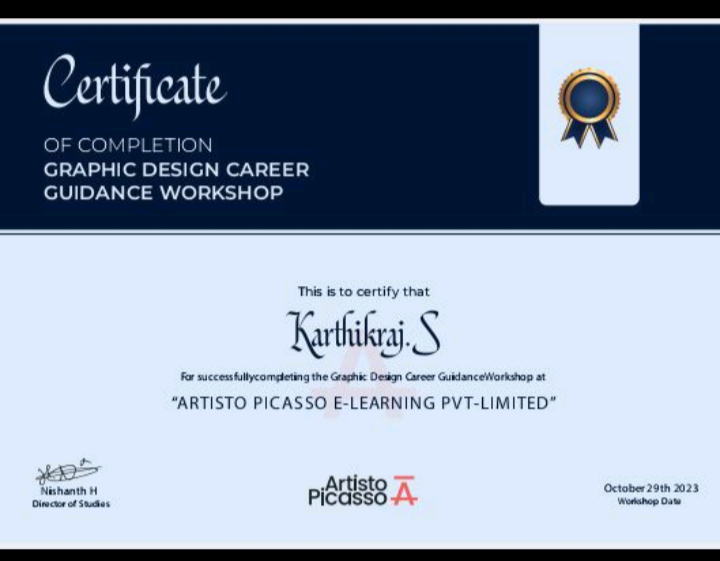 Certificate
OF COMPLETION
GRAPHIC DESIGN CAREER
GUIDANCE WORKSHOP
This is to certify that
Karthikraj.S
For successfullycompleting the Graphic Design Career GuidanceWorkshop at
“ARTISTO PICASSO E-LEARNING PVT-LIMITED”
Nishanth H
Director of Studies
Artisto
Picasso
October 29th 2023
Workshop Date